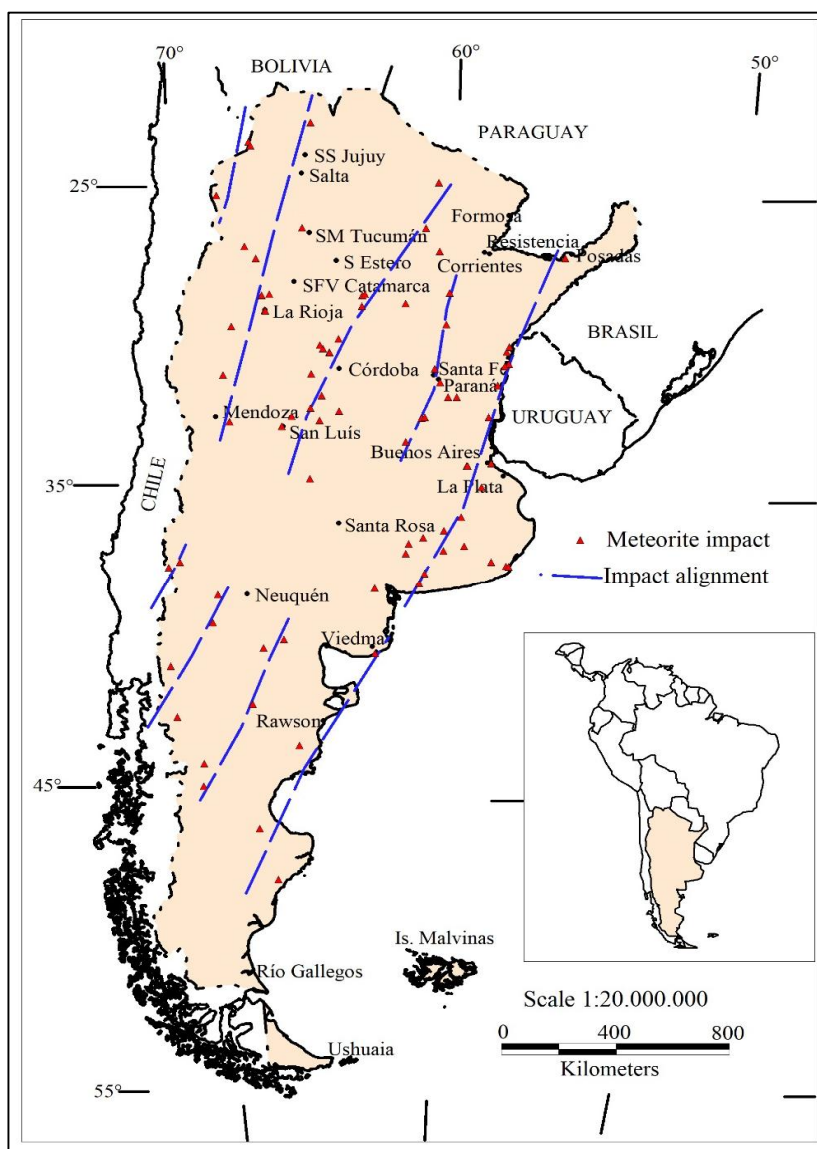 70°
60°
50°
BOLIVIA
PARAGUAY
SS Jujuy
Salta
25°
Formosa
SM Tucumán
Resistencia
S Estero
Corrientes
Posadas
SFV Catamarca
La Rioja
BRASIL
Córdoba
Santa Fe
Paraná
Mendoza
San Luís
URUGUAY
Buenos Aires
CHILE
35°
La Plata
Santa Rosa
Meteorite impact
Impact alignment
Neuquén
Viedma
Rawson
45°
Is. Malvinas
Río Gallegos
Scale 1:20.000.000
0 400 800
Kilometers
Ushuaia
55°